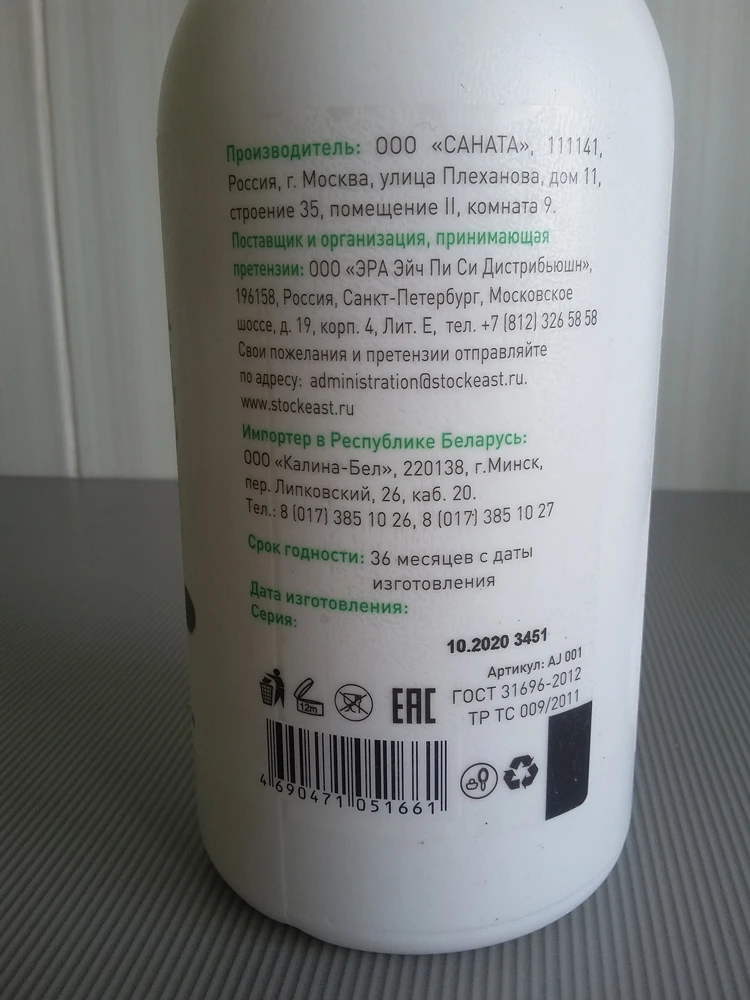 Производитель: ООО «САНАТА», 111141,
Россия, г. Москва, улица Плеханова, дом 11,
строение 35, помещение II, комната 9.
Поставщик и организация, принимающая
претензии: ООО «ЭРА Эйч Пи Си Дистрибьюшн»,
196158, Россия, Санкт-Петербург, Московское
шоссе, д. 19, корп. 4, Лит. Е, тел. +7 (812) 326 58 58
Свои пожелания и претензии отправляйте
по адресу: administration@stockeast.ru.
www.stockeast.ru
Импортер в Республике Беларусь:
ООО «Калина-Бел», 220138, г.Минск,
пер. Липковский, 26, каб. 20.
Тел.: 8 (017) 385 10 26, 8 (017) 385 10 27
Срок годности: 36 месяцев с даты
изготовления
Дата изготовления:
Серия:
10.2020 3451
Артикул: AJ 001
ГОСТ 31696-2012
ТР ТС 009/2011
12m
EAC
4 690471 051661